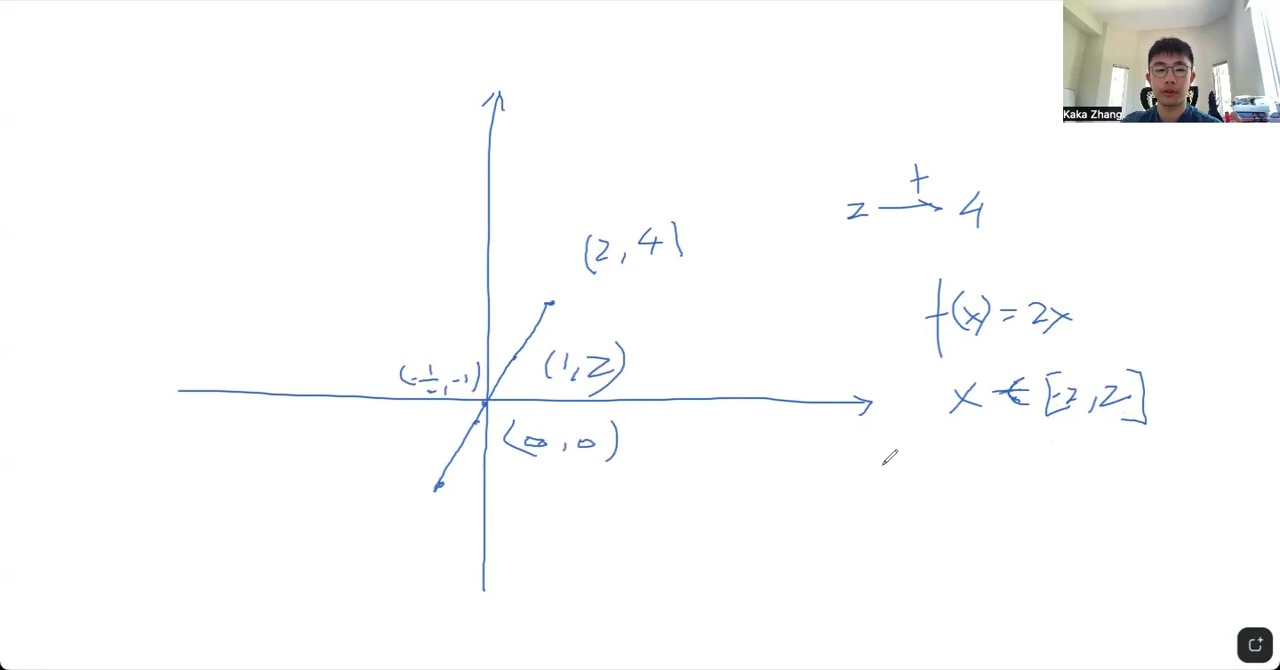 Kaka Zhang
2 → 4
f
(2, 4)
f(x) = 2x
(1, 2)
(-1/2, -1)
x ∈ [-2, 2]
(0, 0)